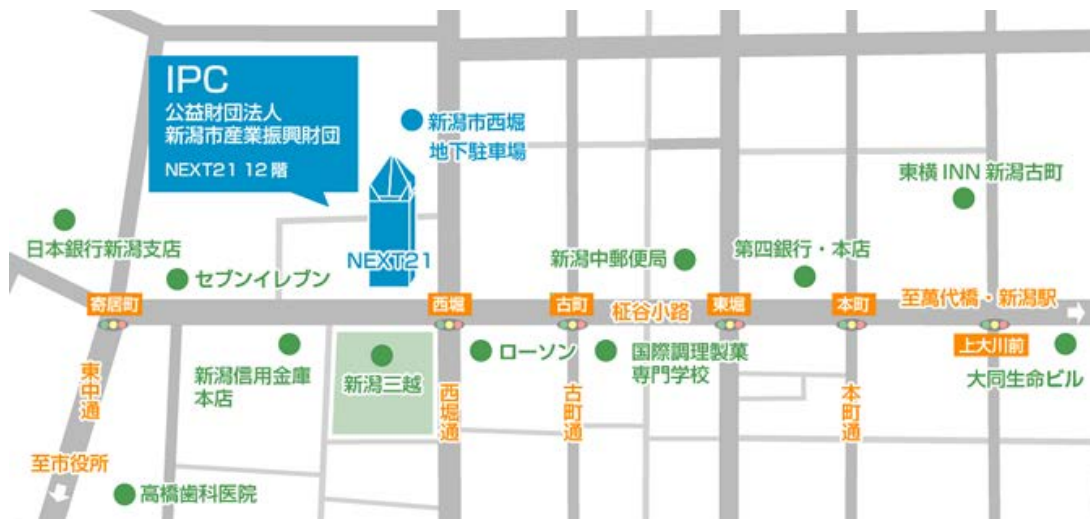 IPC
公益財団法人
新潟市産業振興財団
NEXT21 12階
新潟市西堀
地下駐車場
東横INN 新潟古町
日本銀行新潟支店
セブンイレブン
NEXT21
新潟中郵便局
第四銀行・本店
寄居町
西堀
古町
柾谷小路
東堀
本町
至萬代橋・新潟駅
上大川前
新潟信用金庫
本店
新潟三越
ローソン
国際調理製菓
専門学校
大同生命ビル
東中通
西堀通
古町通
本町通
至市役所
高橋歯科医院